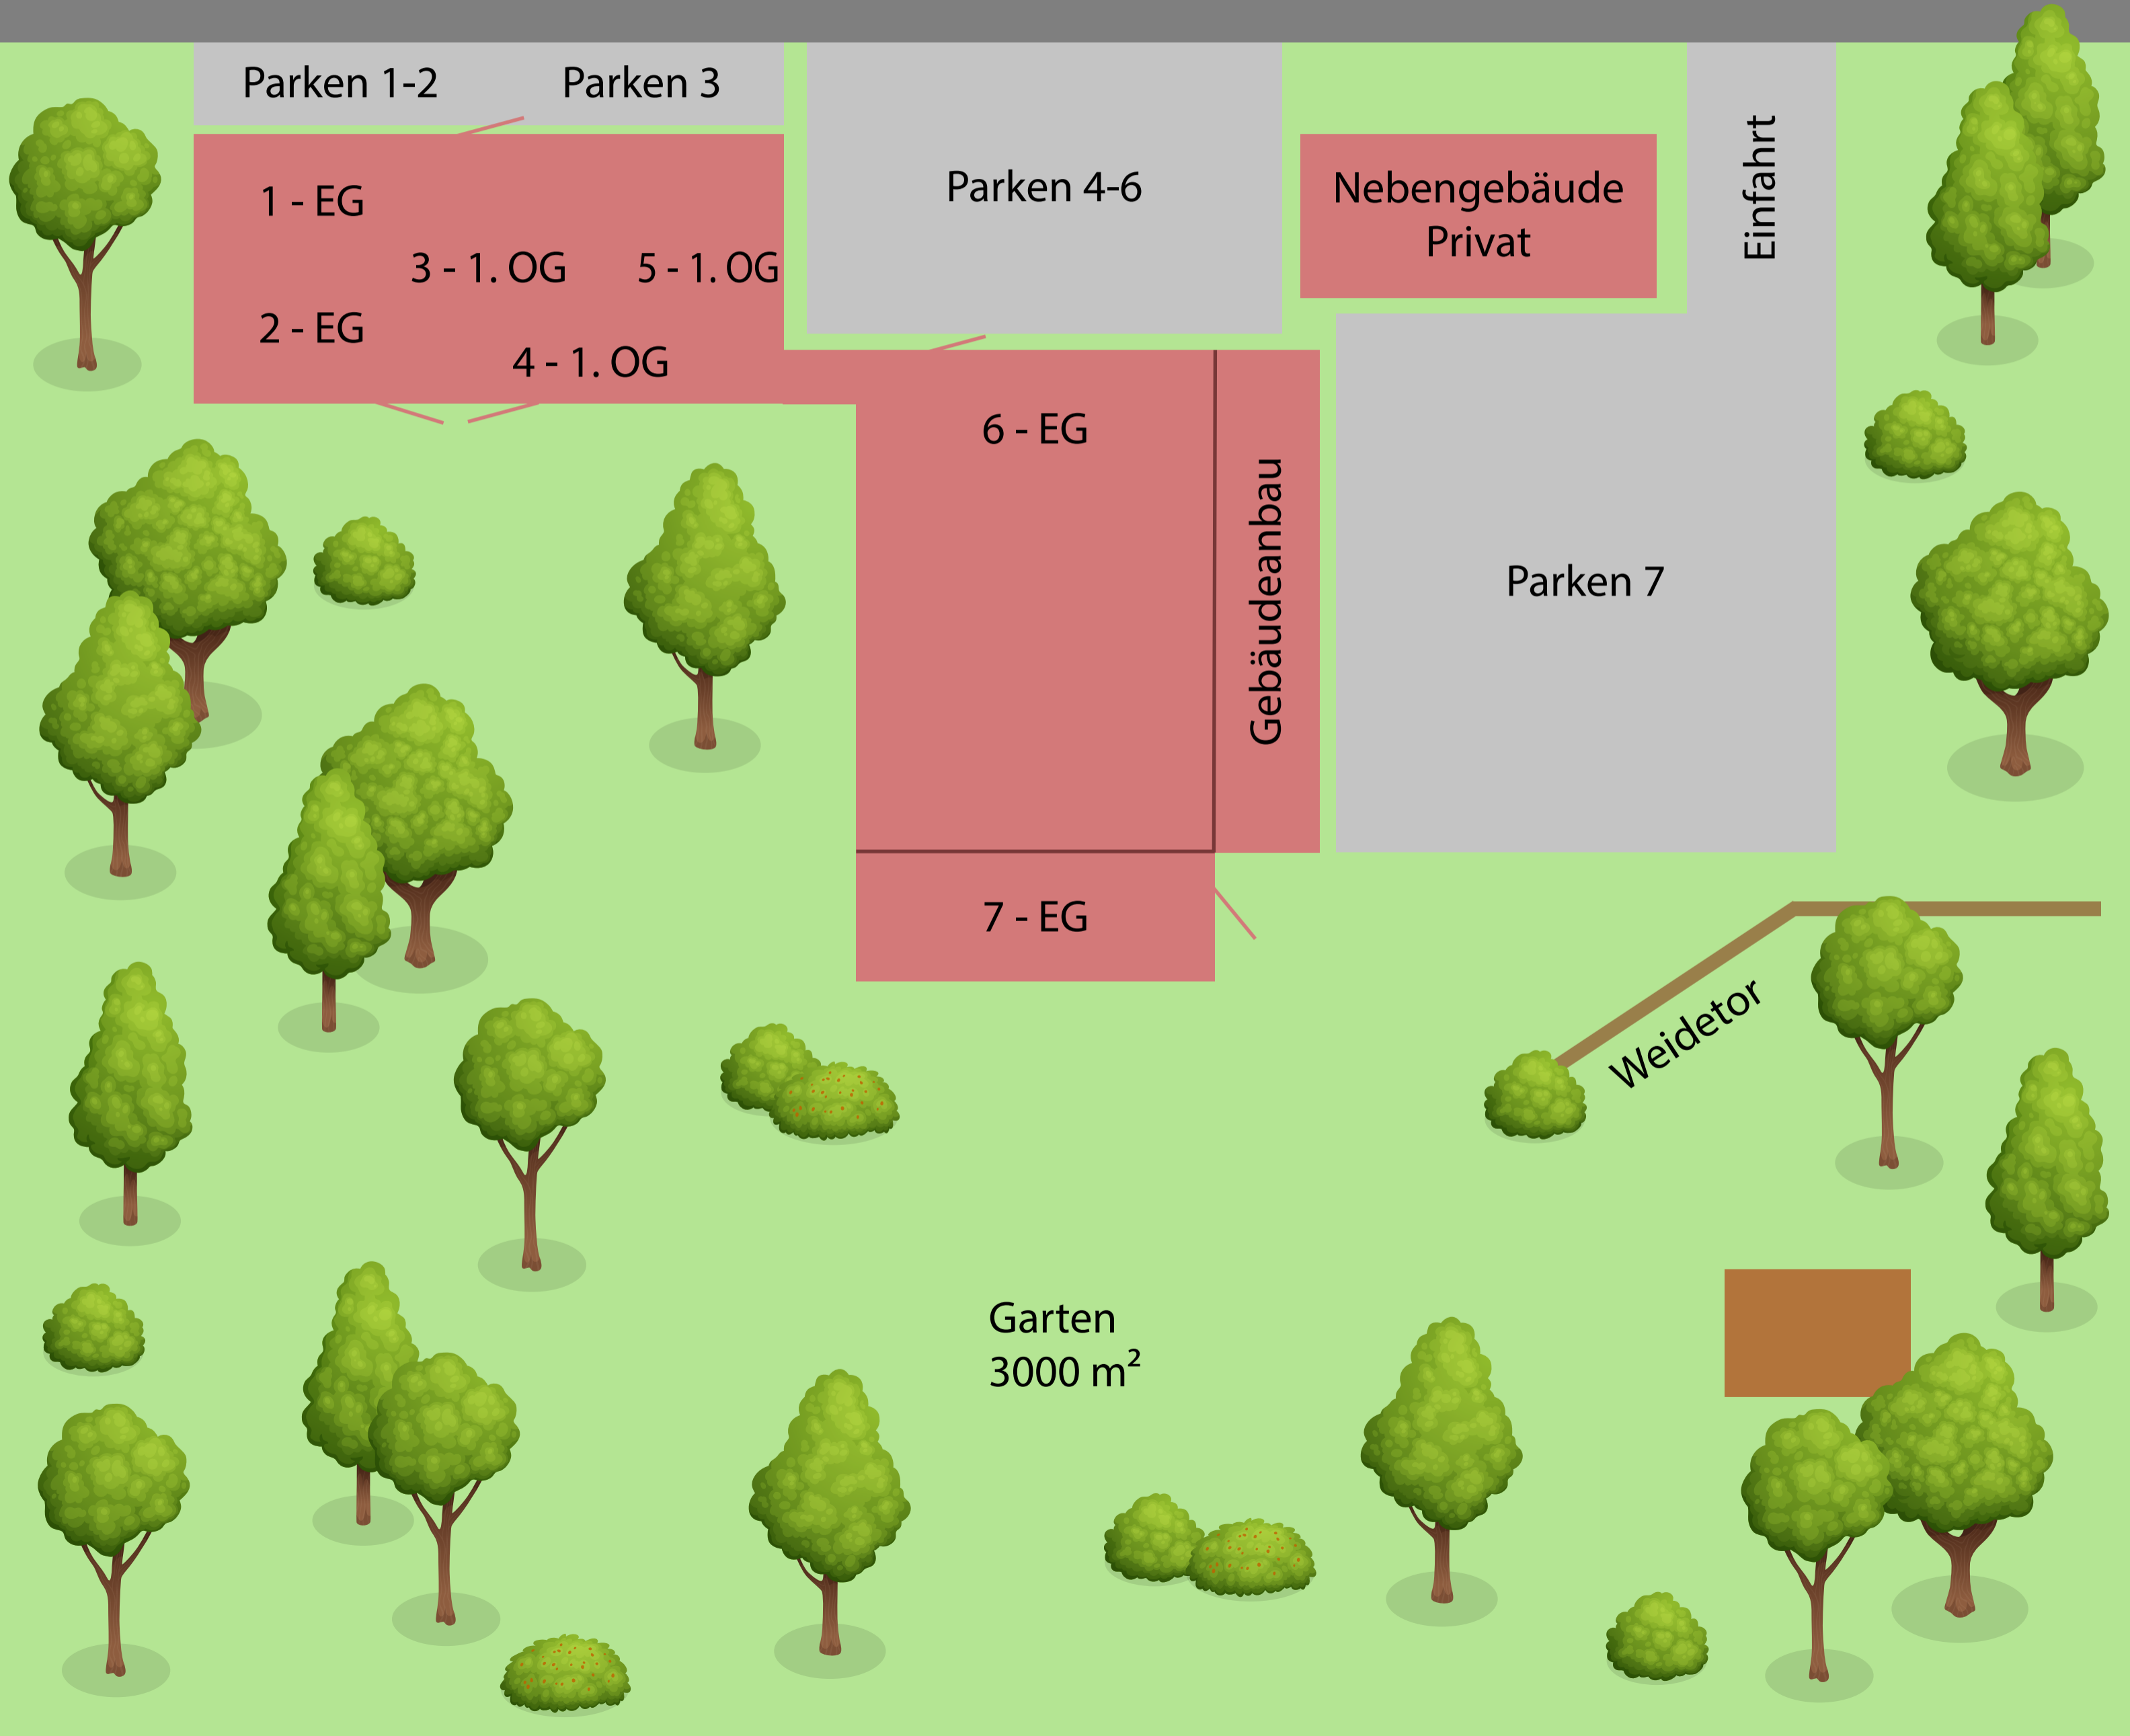 Parken 1-2
Parken 3
Parken 4-6
Nebengebäude
Privat
Einfahrt
1 - EG
3 - 1. OG
5 - 1. OG
2 - EG
4 - 1. OG
6 - EG
Gebäudeanbau
Parken 7
7 - EG
Weidetor
Garten
3000 m²